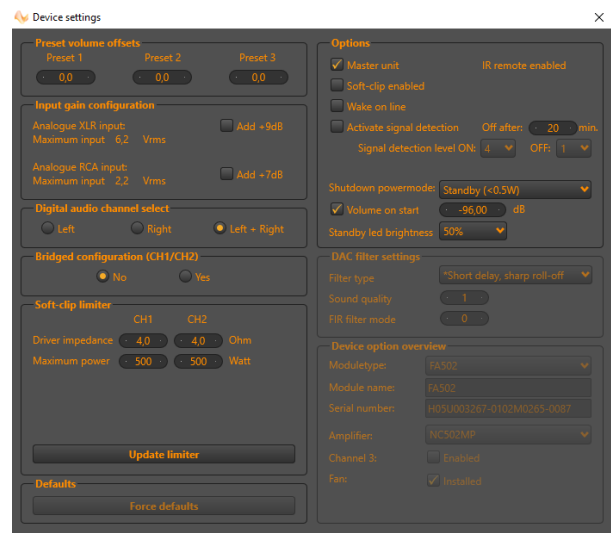 Device settings
Preset volume offsets
Preset 1 Preset 2 Preset 3
0,0 0,0 0,0
Input gain configuration
Analogue XLR input: Add +9dB
Maximum input 6,2 Vrms
Analogue RCA input: Add +7dB
Maximum input 2,2 Vrms
Digital audio channel select
Left Right Left + Right
Bridged configuration (CH1/CH2)
No Yes
Soft-clip limiter
CH1 CH2
Driver impedance 4,0 4,0 Ohm
Maximum power 500 500 Watt
Update limiter
Defaults
Force defaults
Options
Master unit IR remote enabled
Soft-clip enabled
Wake on line
Activate signal detection Off after: 20 min.
Signal detection level ON: 4 OFF: 1
Shutdown powermode: Standby (<0.5W)
Volume on start -96,00 dB
Standby led brightness 50%
DAC filter settings
Filter type *Short delay, sharp roll-off
Sound quality 1
FIR filter mode 0
Device option overview
Moduletype: FA502
Module name: FA502
Serial number: H05U003267-0102M0265-0087
Amplifier: NC502MP
Channel 3: Enabled
Fan: Installed